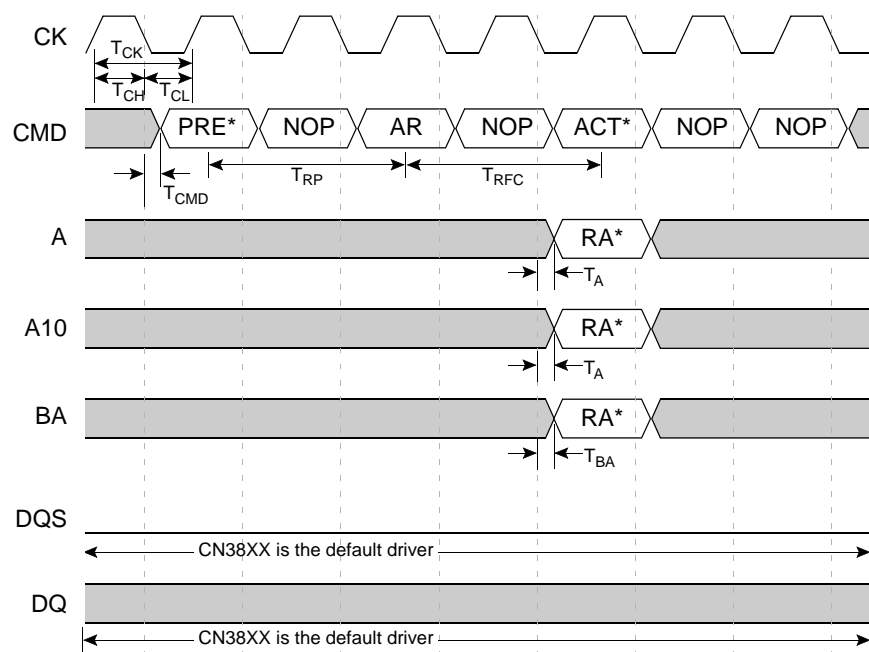 CK
TCK
TCH TCL
CMD PRE* NOP AR NOP ACT* NOP NOP
TRP TRFC
TCMD
A RA*
TA
A10 RA*
TA
BA RA*
TBA
DQS
CN38XX is the default driver
DQ
CN38XX is the default driver